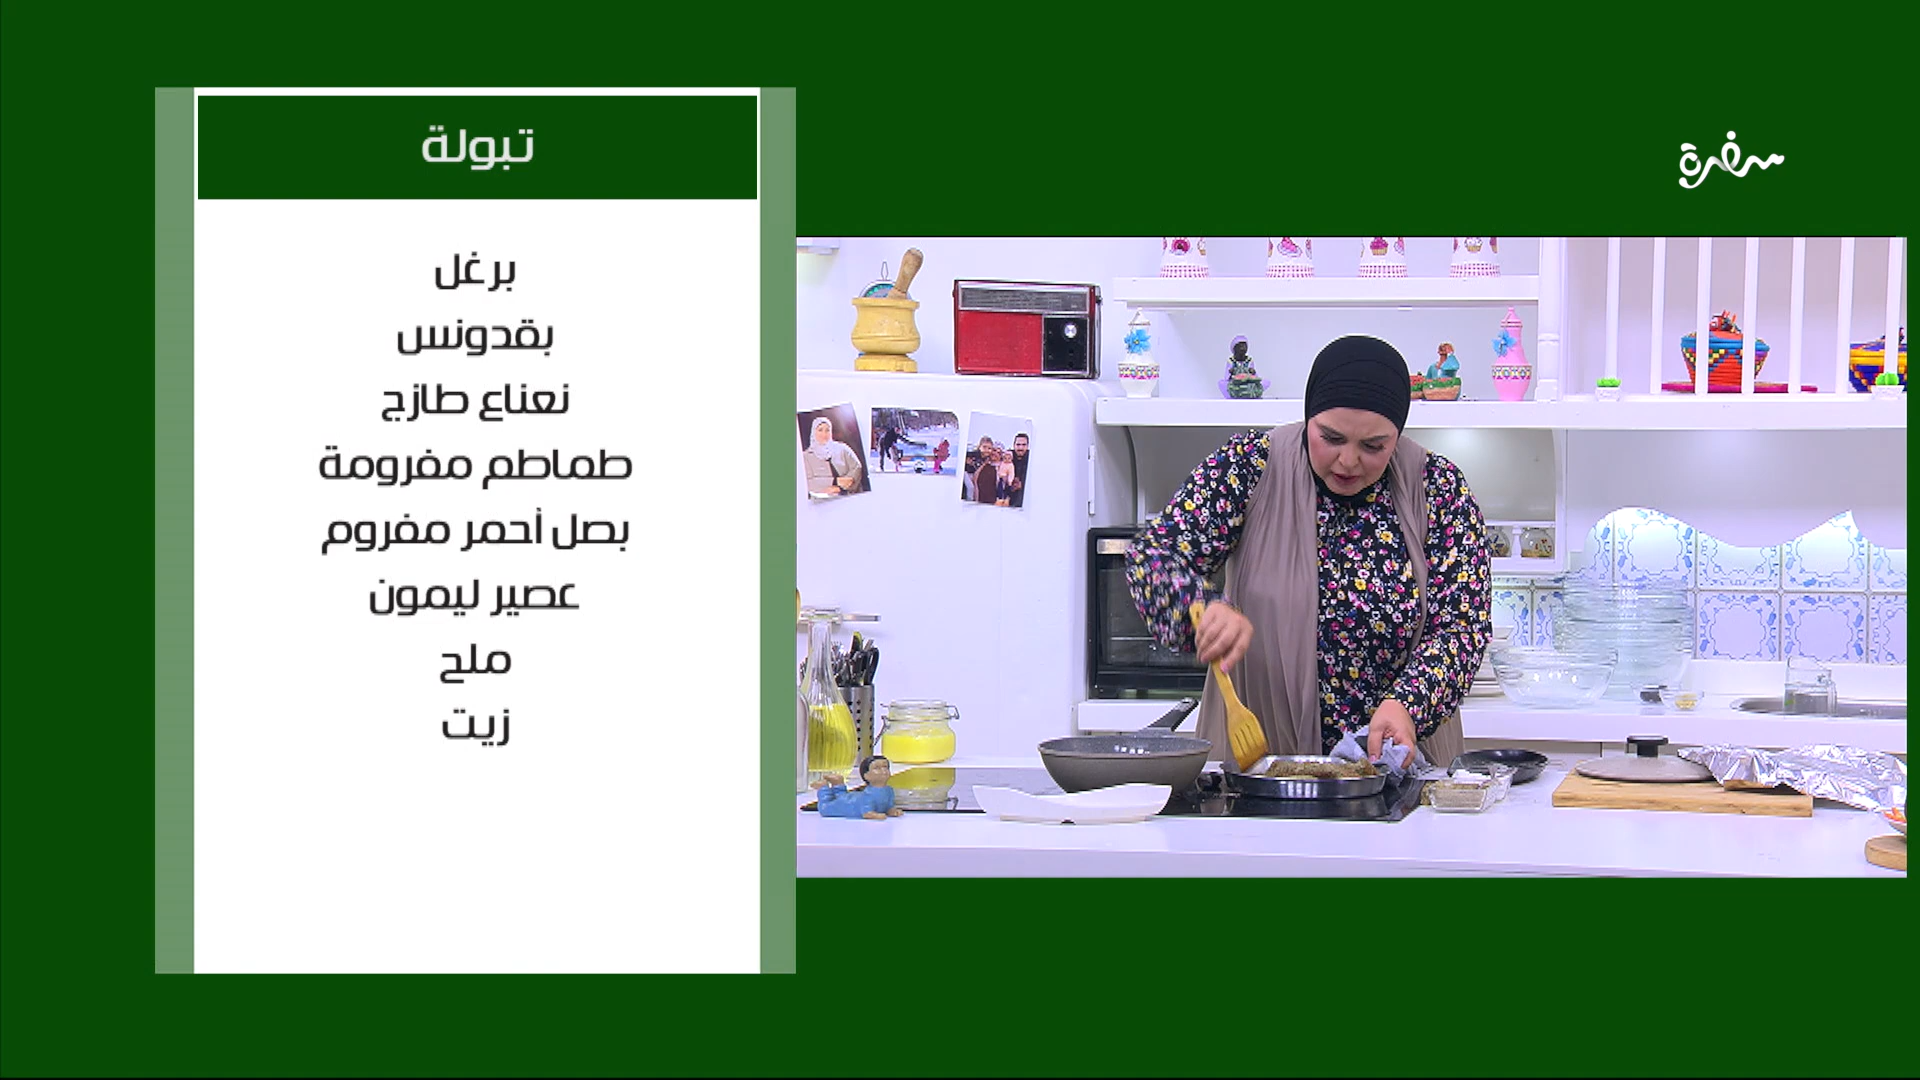 تبولة
برغل
بقدونس
نعناع طازج
طماطم مفرومة
بصل أحمر مفروم
عصير ليمون
ملح
زيت
سفرة